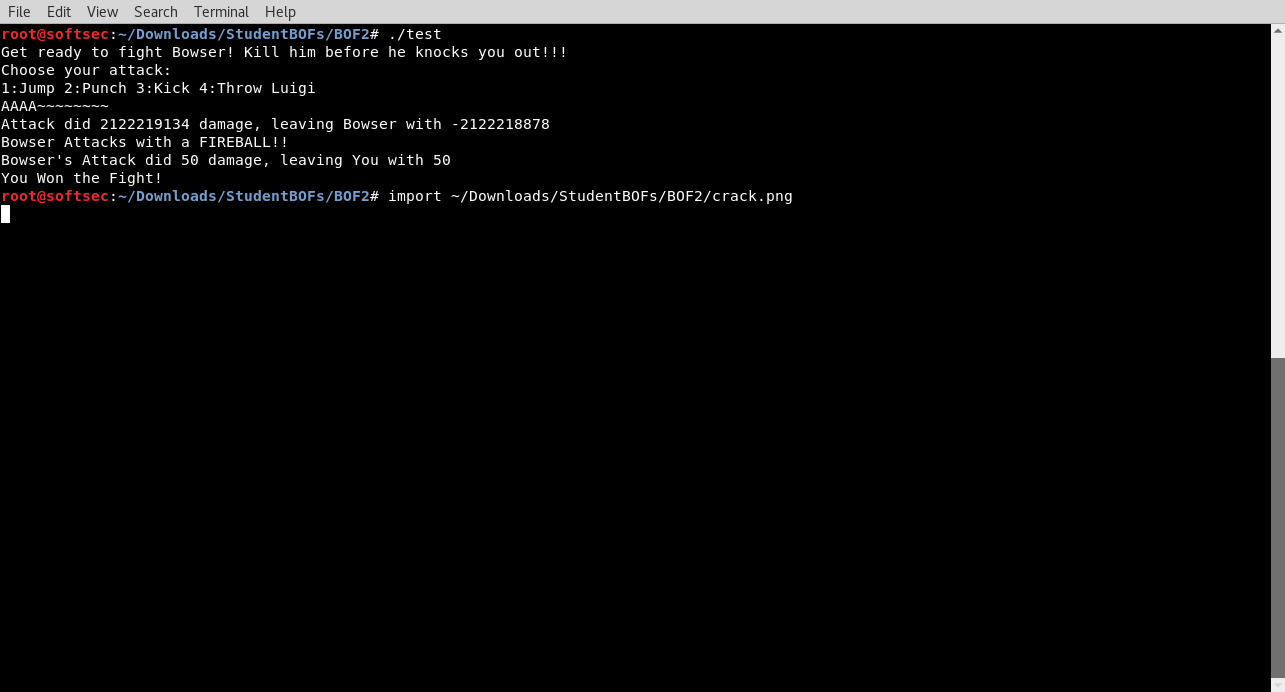 File Edit View Search Terminal Help
root@softsec:~/Downloads/StudentBOFs/BOF2# ./test
Get ready to fight Bowser! Kill him before he knocks you out!!!
Choose your attack:
1:Jump 2:Punch 3:Kick 4:Throw Luigi
AAAA~~~~~~~~
Attack did 2122219134 damage, leaving Bowser with -2122218878
Bowser Attacks with a FIREBALL!!
Bowser's Attack did 50 damage, leaving You with 50
You Won the Fight!
root@softsec:~/Downloads/StudentBOFs/BOF2# import ~/Downloads/StudentBOFs/BOF2/crack.png